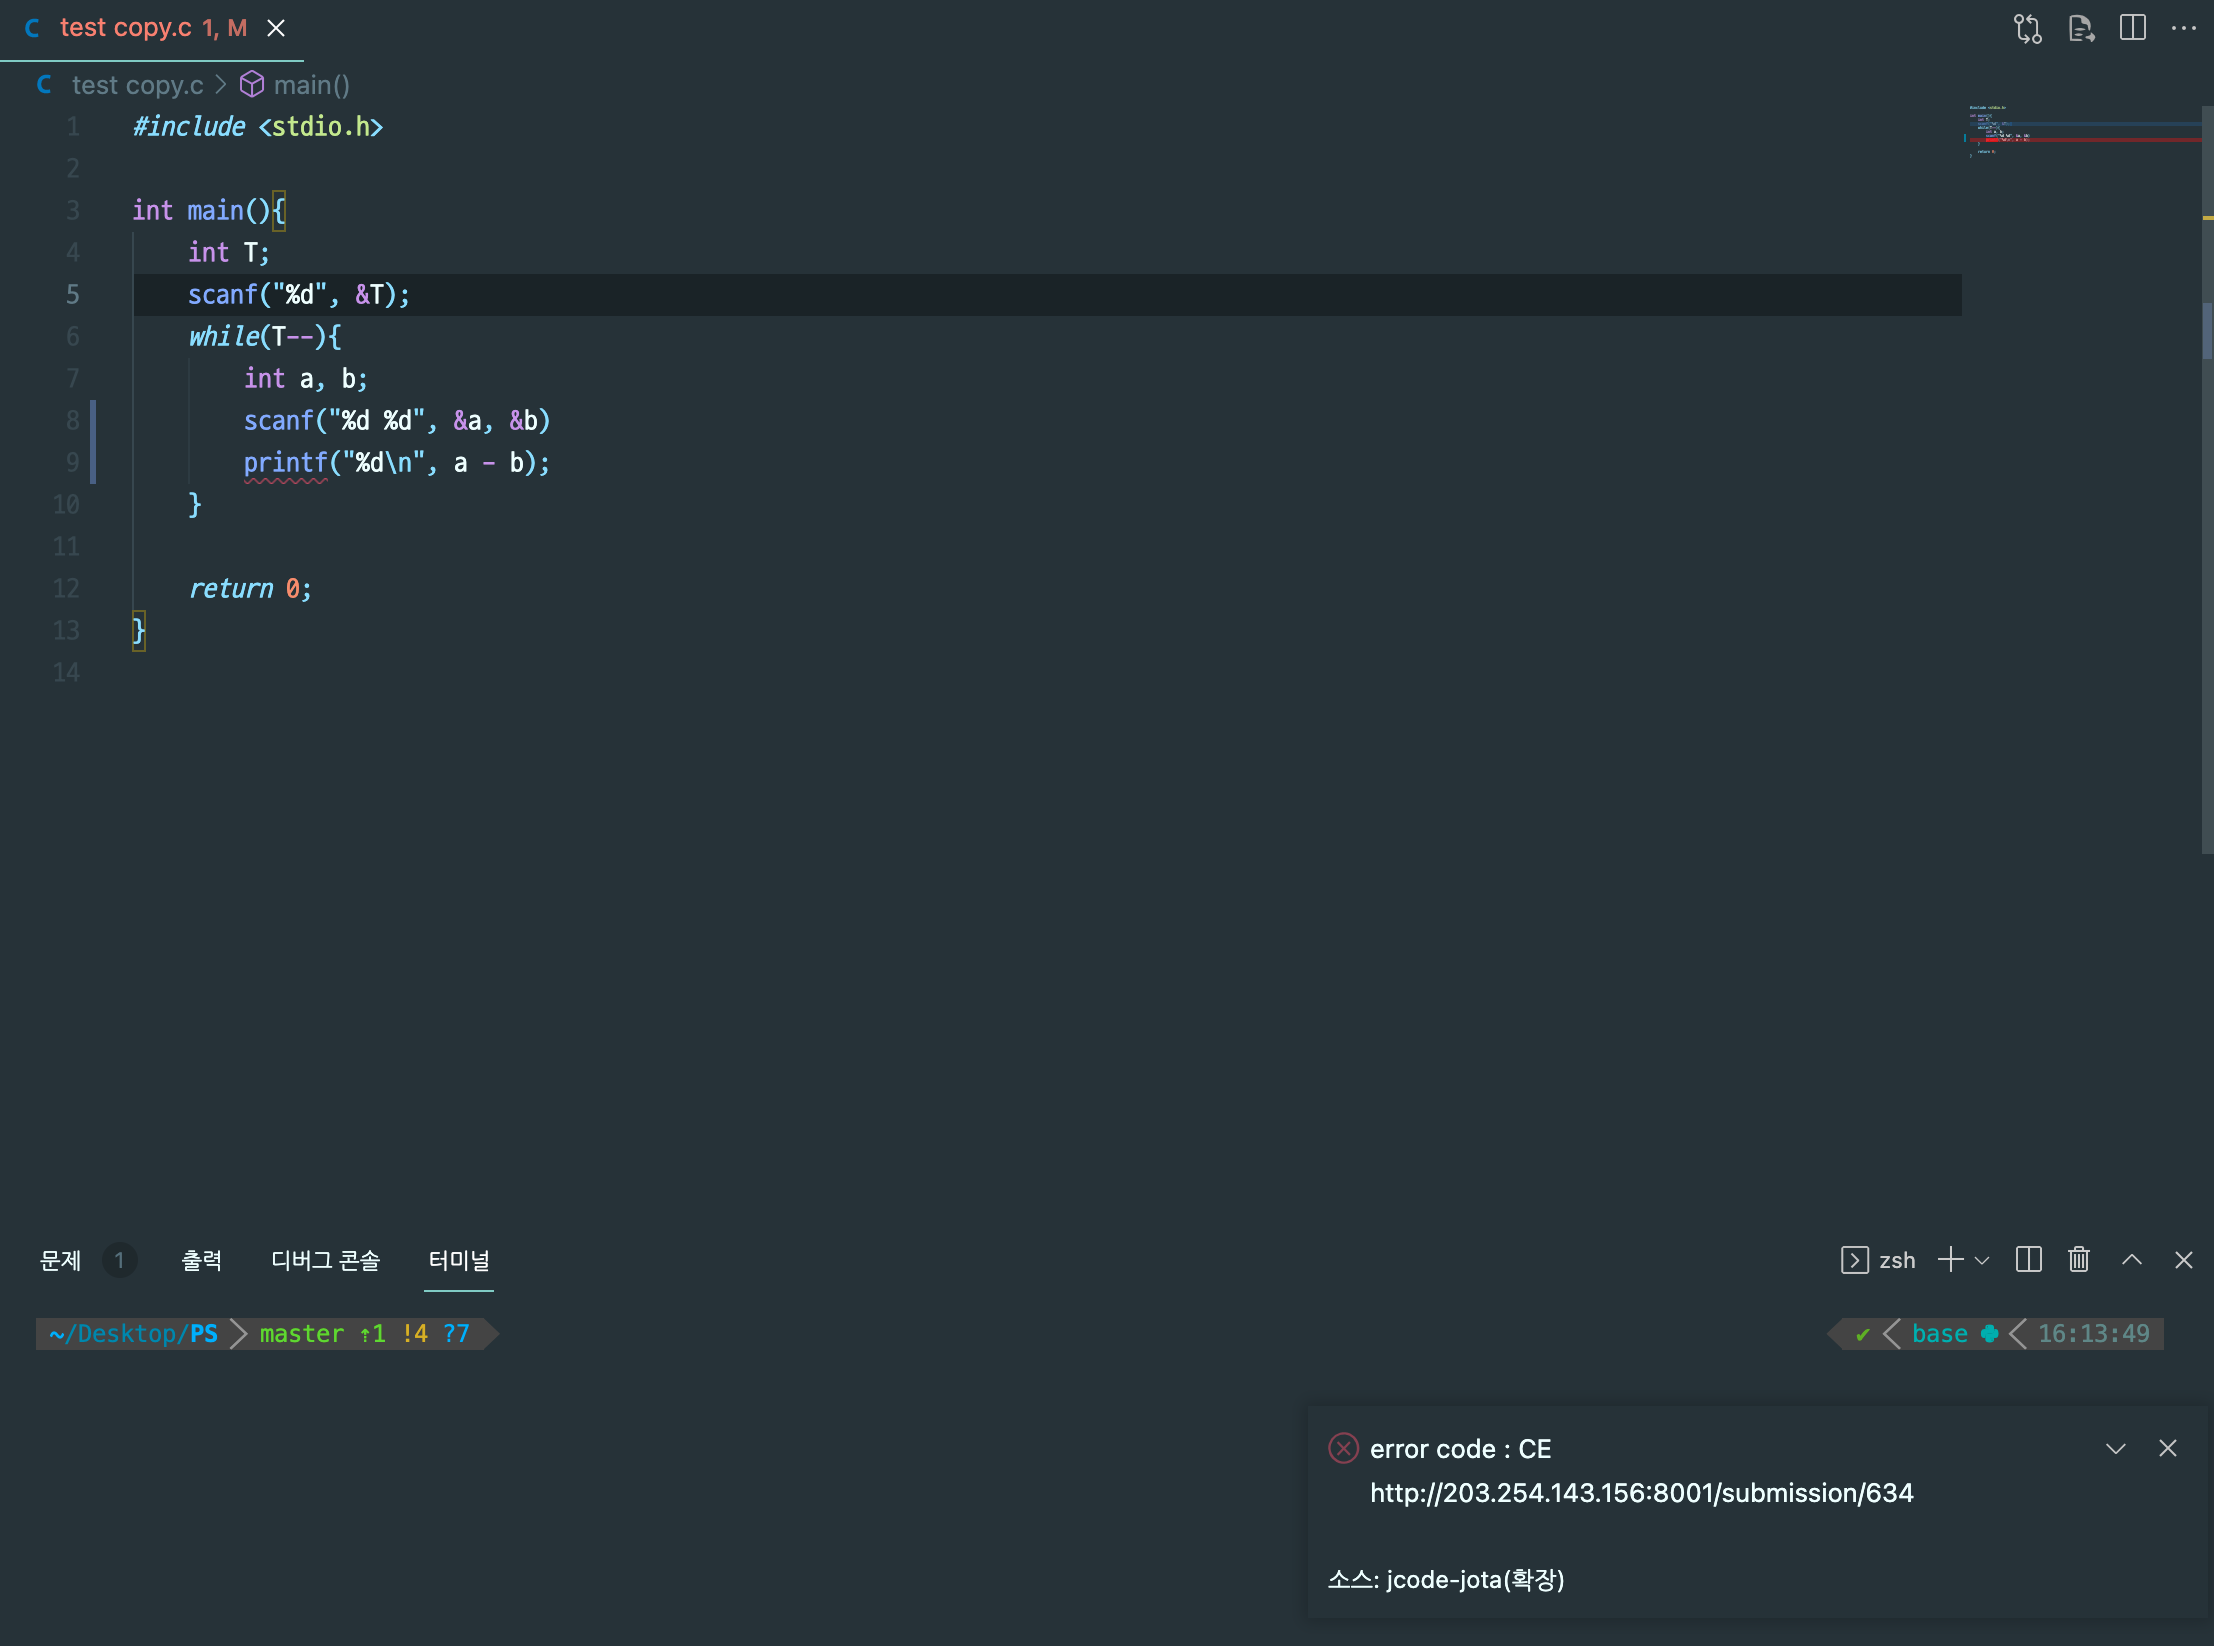 C test copy.c 1, M
C test copy.c > main()
1 #include <stdio.h>
2
3 int main(){
4     int T;
5     scanf("%d", &T);
6     while(T--){
7         int a, b;
8         scanf("%d %d", &a, &b)
9         printf("%d\n", a - b);
10     }
11
12     return 0;
13 }
14
문제 1 출력 디버그 콘솔 터미널 zsh
~/Desktop/PS master ⇡1 !4 ?7 ✔ base 16:13:49
error code : CE
http://203.254.143.156:8001/submission/634
소스: jcode-jota(확장)